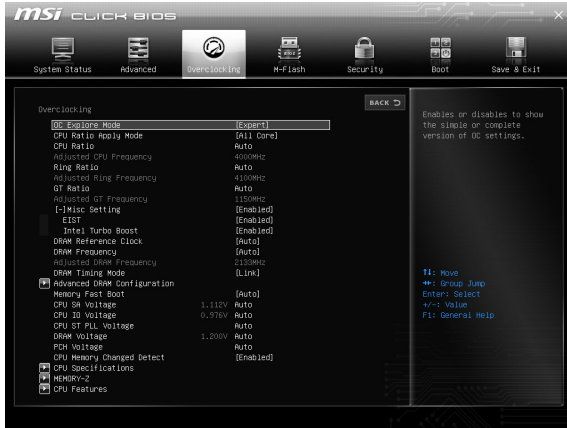 msi CLICK BIOS
System Status Advanced Overclocking M-Flash Security Boot Save & Exit
BACK
Overclocking
OC Explore Mode [Expert]
CPU Ratio Apply Mode [All Core]
CPU Ratio Auto
Adjusted CPU Frequency 4000MHz
Ring Ratio Auto
Adjusted Ring Frequency 4100MHz
GT Ratio Auto
Adjusted GT Frequency 1150MHz
[-]Misc Setting [Enabled]
EIST [Enabled]
Intel Turbo Boost [Enabled]
DRAM Reference Clock [Auto]
DRAM Frequency [Auto]
Adjusted DRAM Frequency 2133MHz
DRAM Timing Mode [Link]
Advanced DRAM Configuration
Memory Fast Boot [Auto]
CPU SA Voltage 1.112V Auto
CPU IO Voltage 0.976V Auto
CPU ST PLL Voltage Auto
DRAM Voltage 1.200V Auto
PCH Voltage Auto
CPU Memory Changed Detect [Enabled]
CPU Specifications
MEMORY-Z
CPU Features
Enables or disables to show
the simple or complete
version of OC settings.
↑↓: Move
↔: Group Jump
Enter: Select
+/-: Value
F1: General Help